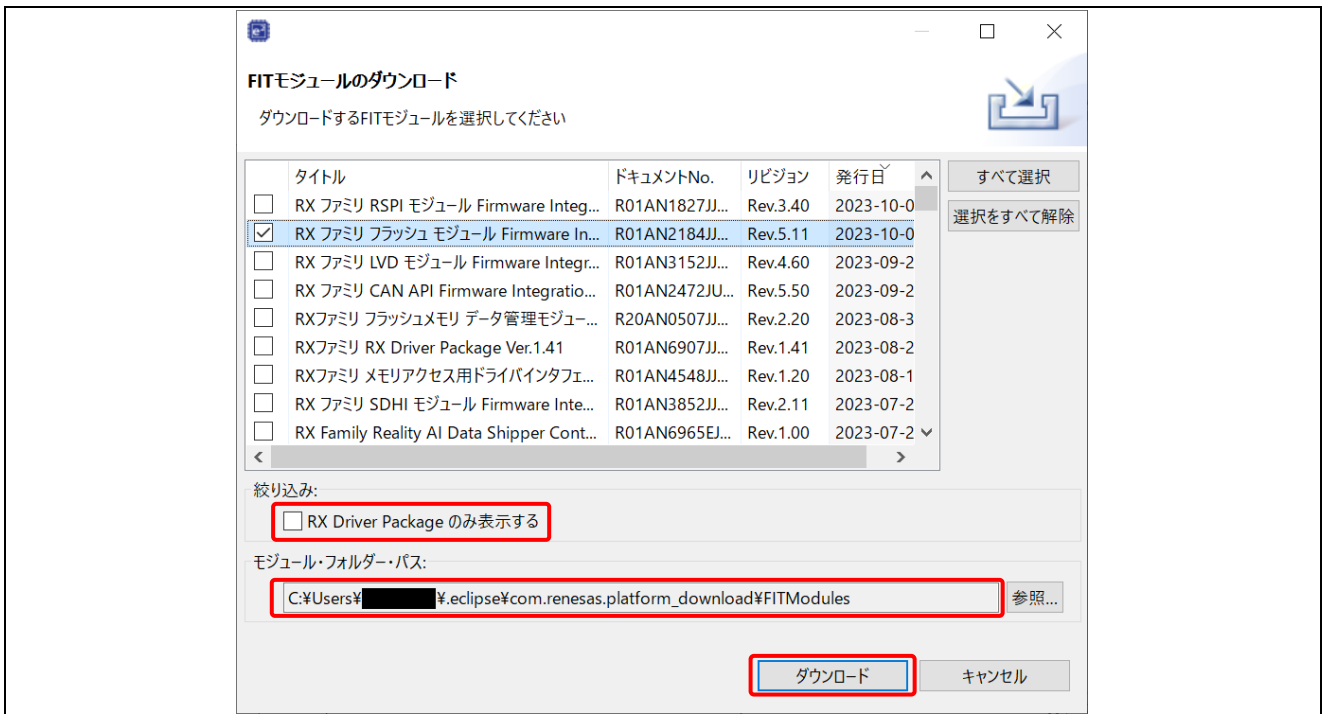 FITモジュールのダウンロード
ダウンロードするFITモジュールを選択してください
タイトル ドキュメントNo. リビジョン 発行日 すべて選択
RX ファミリ RSPI モジュール Firmware Integ... R01AN1827JJ... Rev.3.40 2023-10-0
選択をすべて解除
RX ファミリ フラッシュ モジュール Firmware In... R01AN2184JJ... Rev.5.11 2023-10-0
RX ファミリ LVD モジュール Firmware Integr... R01AN3152JJ... Rev.4.60 2023-09-2
RX ファミリ CAN API Firmware Integratio... R01AN2472JU... Rev.5.50 2023-09-2
RXファミリ フラッシュメモリ データ管理モジュー... R20AN0507JJ... Rev.2.20 2023-08-3
RXファミリ RX Driver Package Ver.1.41 R01AN6907JJ... Rev.1.41 2023-08-2
RXファミリ メモリアクセス用ドライバインタフェ... R01AN4548JJ... Rev.1.20 2023-08-1
RX ファミリ SDHI モジュール Firmware Inte... R01AN3852JJ... Rev.2.11 2023-07-2
RX Family Reality AI Data Shipper Cont... R01AN6965EJ... Rev.1.00 2023-07-2
絞り込み:
RX Driver Package のみ表示する
モジュール・フォルダー・パス:
C:¥Users¥ ¥.eclipse¥com.renesas.platform_download¥FITModules 参照...
ダウンロード キャンセル